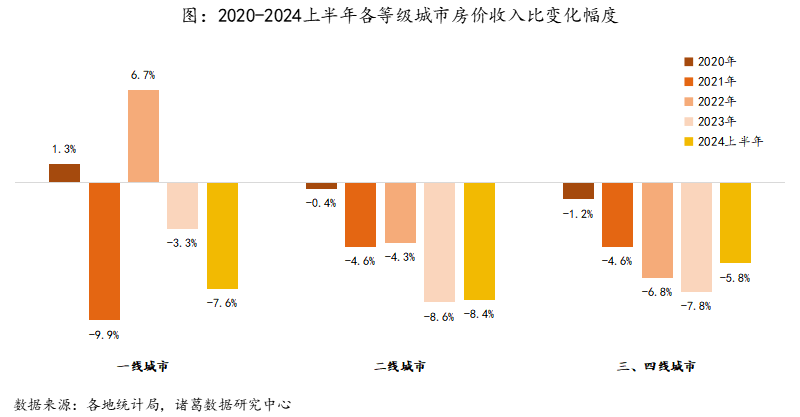 图：2020-2024上半年各等级城市房价收入比变化幅度
2020年
2021年
2022年
2023年
2024上半年
1.3%
-9.9%
6.7%
-3.3%
-7.6%
-0.4%
-4.6%
-4.3%
-8.6%
-8.4%
-1.2%
-4.6%
-6.8%
-7.8%
-5.8%
一线城市
二线城市
三、四线城市
数据来源：各地统计局，诸葛数据研究中心